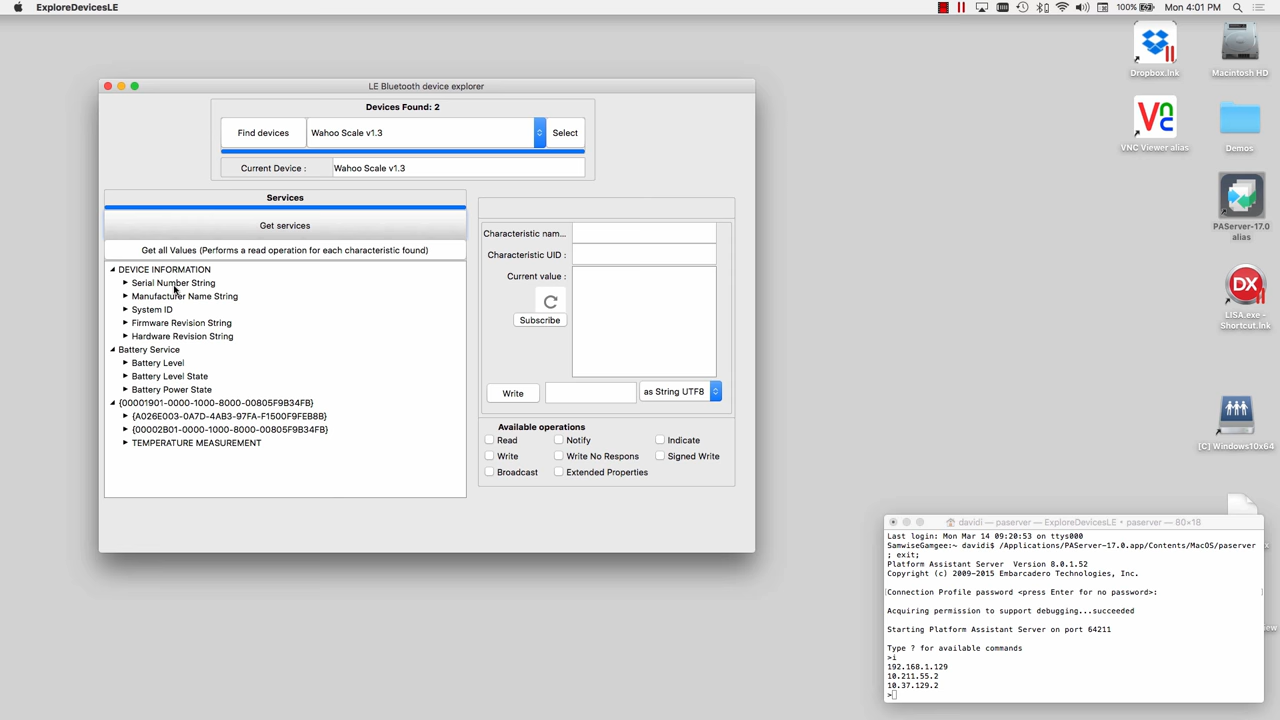 ExploreDevicesLE
100%
Mon 4:01 PM
LE Bluetooth device explorer
Devices Found: 2
Find devices
Wahoo Scale v1.3
Select
Current Device :
Wahoo Scale v1.3
Services
Get services
Get all Values (Performs a read operation for each characteristic found)
DEVICE INFORMATION
Serial Number String
Manufacturer Name String
System ID
Firmware Revision String
Hardware Revision String
Battery Service
Battery Level
Battery Level State
Battery Power State
{00001901-0000-1000-8000-00805F9B34FB}
{A026E003-0A7D-4AB3-97FA-F1500F9FEB8B}
{00002B01-0000-1000-8000-00805F9B34FB}
TEMPERATURE MEASUREMENT
Characteristic nam...
Characteristic UID :
Current value :
Subscribe
Write
as String UTF8
Available operations
Read
Notify
Indicate
Write
Write No Respons
Signed Write
Broadcast
Extended Properties
Dropbox.lnk
Macintosh HD
VNC Viewer alias
Demos
PAServer-17.0
alias
DX
LISA.exe -
Shortcut.lnk
[C] Windows10x64
davidi — paserver — ExploreDevicesLE • paserver — 80×18
Last login: Mon Mar 14 09:20:53 on ttys000
SamwiseGamgee:~ davidi$ /Applications/PAServer-17.0.app/Contents/MacOS/paserver
; exit;
Platform Assistant Server  Version 8.0.1.52
Copyright (c) 2009-2015 Embarcadero Technologies, Inc.
Connection Profile password <press Enter for no password>:
Acquiring permission to support debugging...succeeded
Starting Platform Assistant Server on port 64211
Type ? for available commands
>i
192.168.1.129
10.211.55.2
10.37.129.2
>